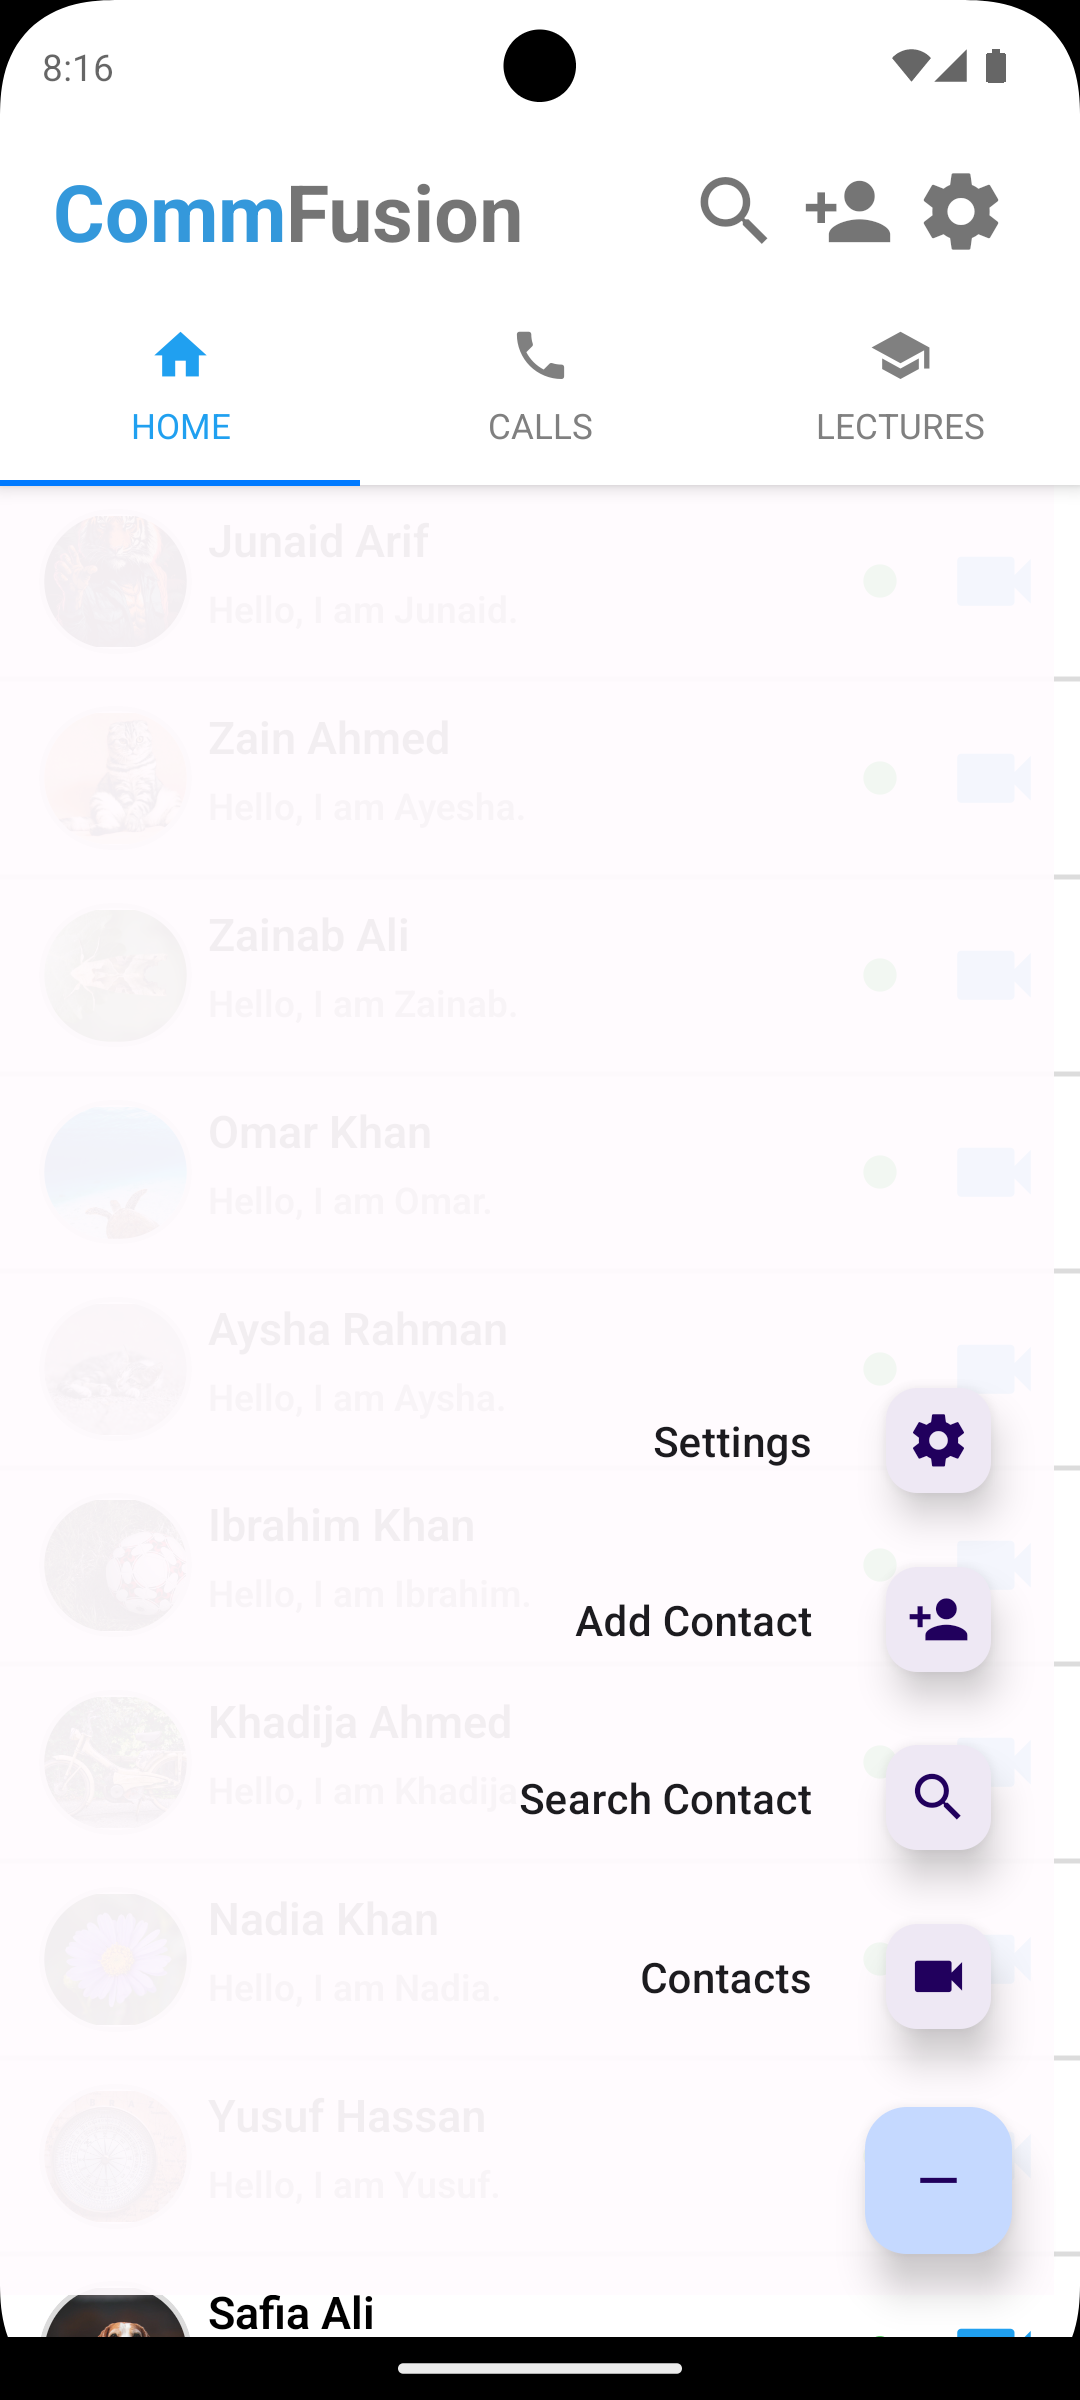 8:16
CommFusion
HOME
CALLS
LECTURES
Junaid Arif
Hello, I am Junaid.
Zain Ahmed
Hello, I am Ayesha.
Zainab Ali
Hello, I am Zainab.
Omar Khan
Hello, I am Omar.
Aysha Rahman
Hello, I am Aysha.
Settings
Ibrahim Khan
Hello, I am Ibrahim.
Add Contact
Khadija Ahmed
Hello, I am Khadija
Search Contact
Nadia Khan
Hello, I am Nadia.
Contacts
Yusuf Hassan
Hello, I am Yusuf.
Safia Ali